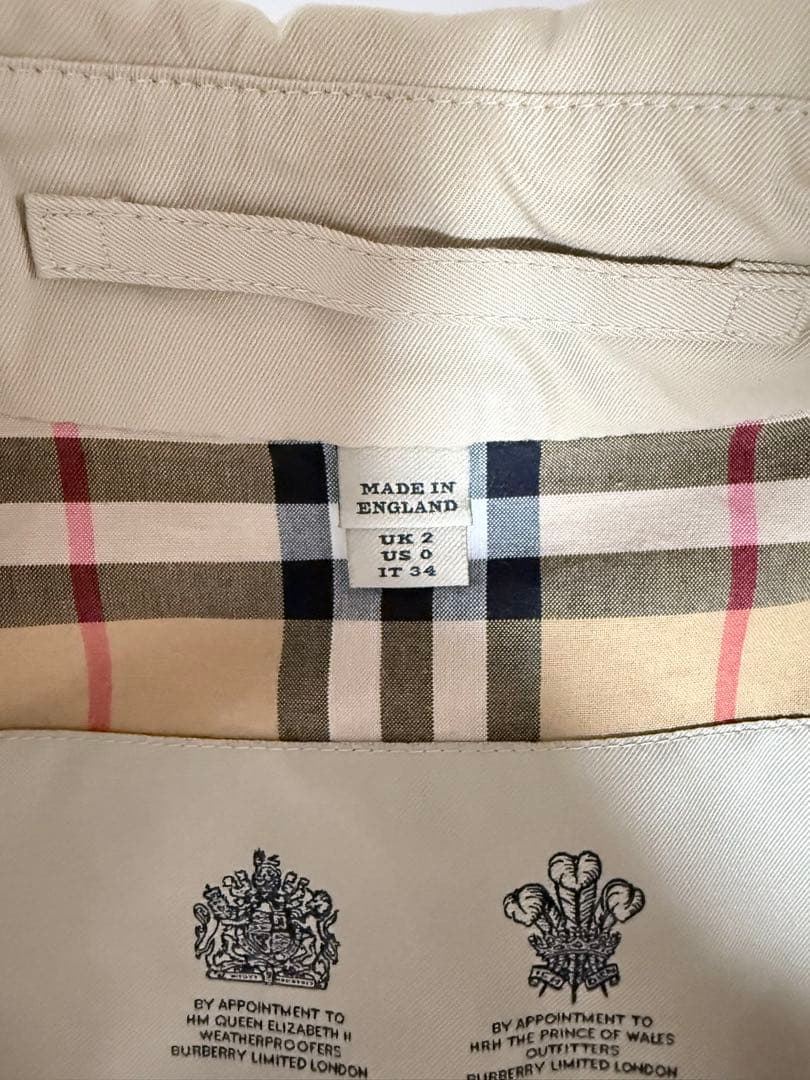 MADE IN
ENGLAND
UK 2
US 0
IT 34
BY APPOINTMENT TO
HM QUEEN ELIZABETH II
WEATHERPROOFERS
BURBERRY LIMITED LONDON
BY APPOINTMENT TO
HRH THE PRINCE OF WALES
OUTFITTERS
BURBERRY LIMITED LONDON